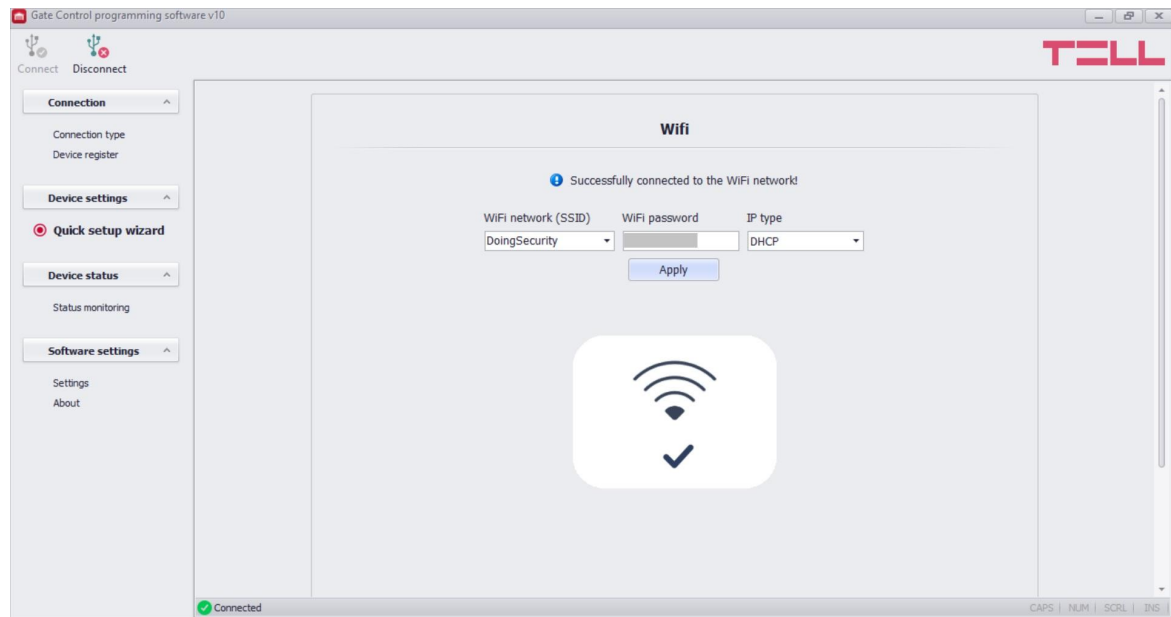 Gate Control programming software v10
Connect Disconnect
TELL
Connection
Connection type
Device register
Device settings
Quick setup wizard
Device status
Status monitoring
Software settings
Settings
About
Wifi
Successfully connected to the WiFi network!
WiFi network (SSID) WiFi password IP type
DoingSecurity DHCP
Apply
Connected
CAPS | NUM | SCRL | INS